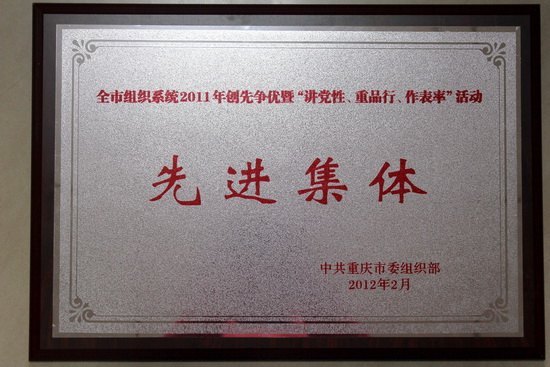 全市组织系统2011年创先争优暨“讲党性、重品行、作表率”活动
先进集体
中共重庆市委组织部
2012年2月